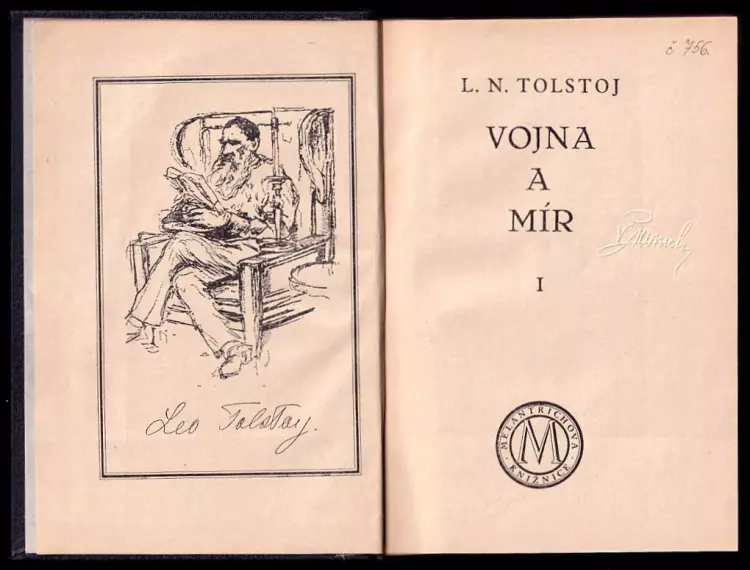 Leo Tolstoy.
č 756.
L. N. TOLSTOJ
VOJNA
A
MÍR
I
MELANTRICHOVA
M
KNIŽNICE